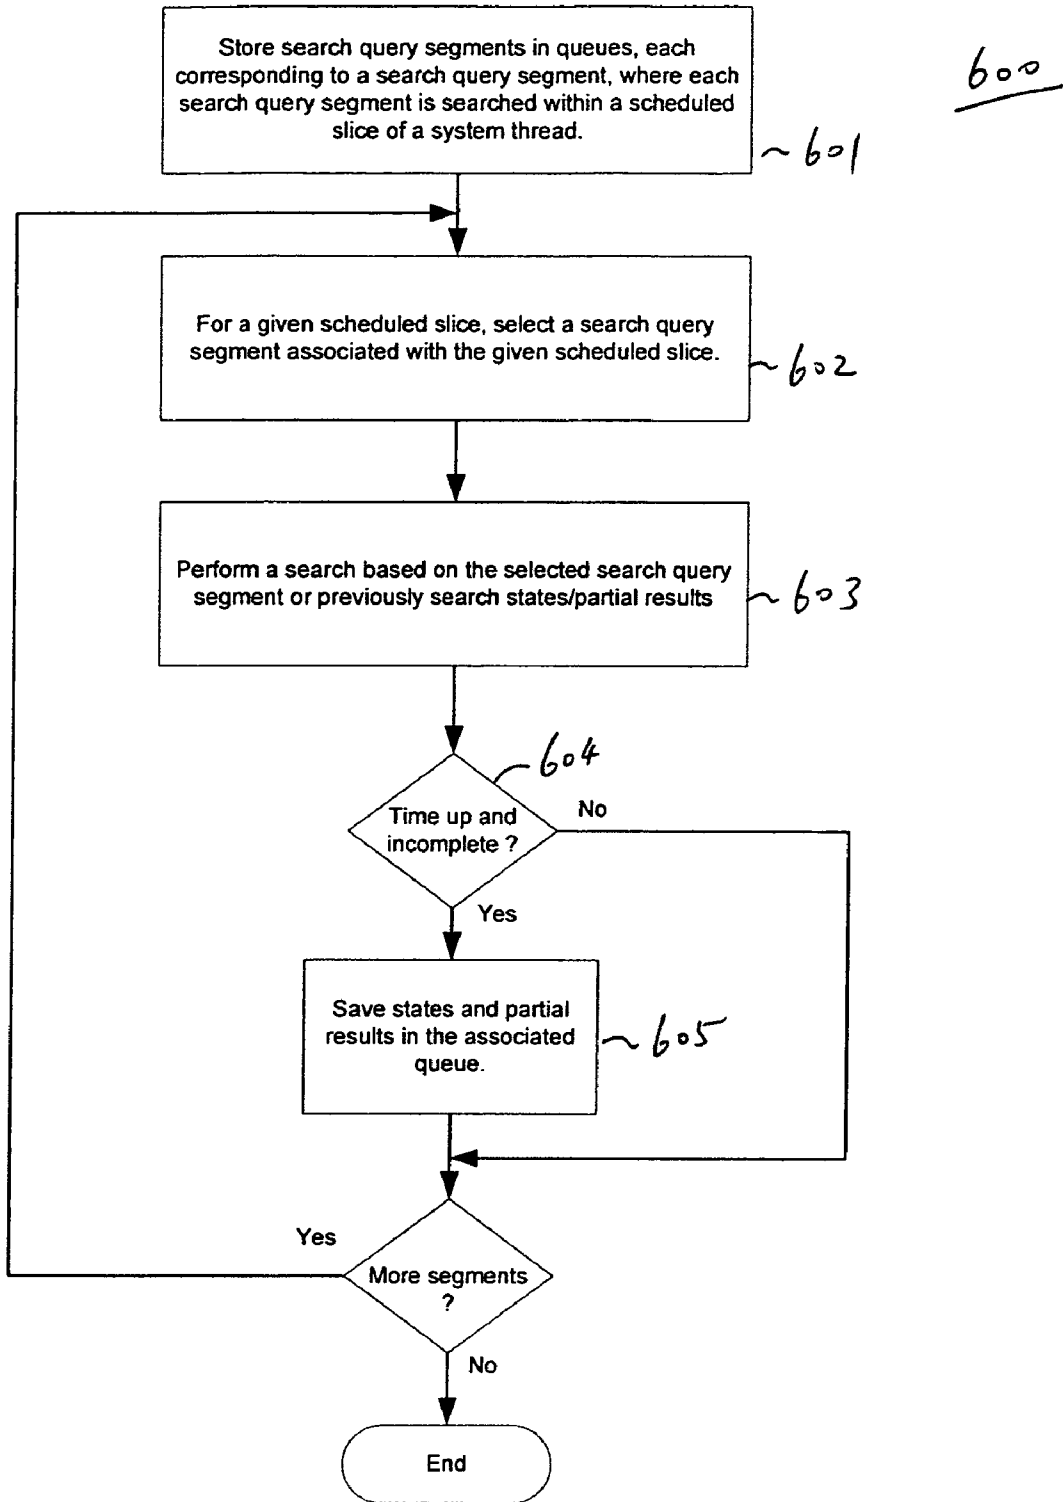 600
Store search query segments in queues, each
corresponding to a search query segment, where each
search query segment is searched within a scheduled
slice of a system thread.
~601
For a given scheduled slice, select a search query
segment associated with the given scheduled slice.
~602
Perform a search based on the selected search query
segment or previously search states/partial results
~603
604
Time up and
incomplete ?
No
Yes
Save states and partial
results in the associated
queue.
~605
Yes
More segments
?
No
End